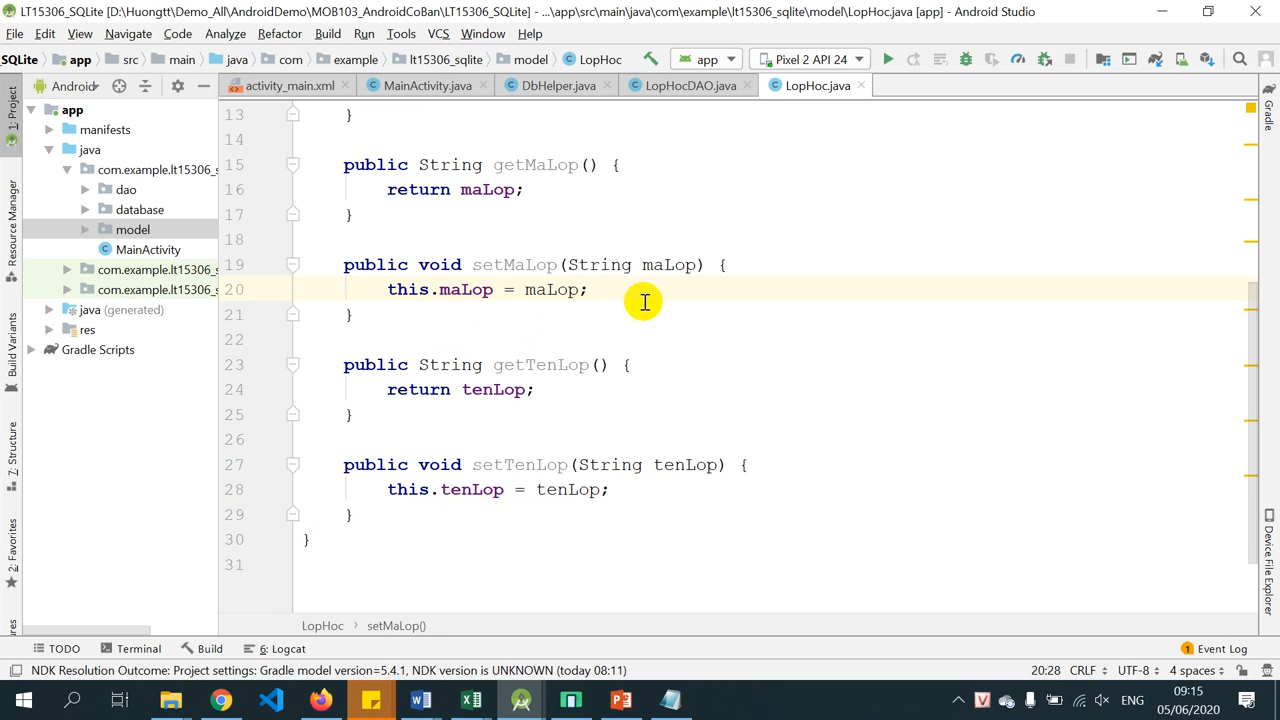 LT15306_SQLite [D:\Huongtt\Demo_All\AndroidDemo\MOB103_AndroidCoBan\LT15306_SQLite] - ...\app\src\main\java\com\example\lt15306_sqlite\model\LopHoc.java [app] - Android Studio
File Edit View Navigate Code Analyze Refactor Build Run Tools VCS Window Help
_SQLite app src main java com example lt15306_sqlite model LopHoc app Pixel 2 API 24
Android activity_main.xml MainActivity.java DbHelper.java LopHocDAO.java LopHoc.java
1: Project
Resource Manager
Build Variants
7: Structure
2: Favorites
app
manifests
java
com.example.lt15306_s
dao
database
model
MainActivity
com.example.lt15306_s
com.example.lt15306_s
java (generated)
res
Gradle Scripts
13 }
14
15 public String getMaLop() {
16 return maLop;
17 }
18
19 public void setMaLop(String maLop) {
20 this.maLop = maLop;
21 }
22
23 public String getTenLop() {
24 return tenLop;
25 }
26
27 public void setTenLop(String tenLop) {
28 this.tenLop = tenLop;
29 }
30 }
31
Gradle
Device File Explorer
LopHoc setMaLop()
TODO Terminal Build 6: Logcat 1 Event Log
NDK Resolution Outcome: Project settings: Gradle model version=5.4.1, NDK version is UNKNOWN (today 08:11) 20:28 CRLF UTF-8 4 spaces
ENG 09:15
05/06/2020